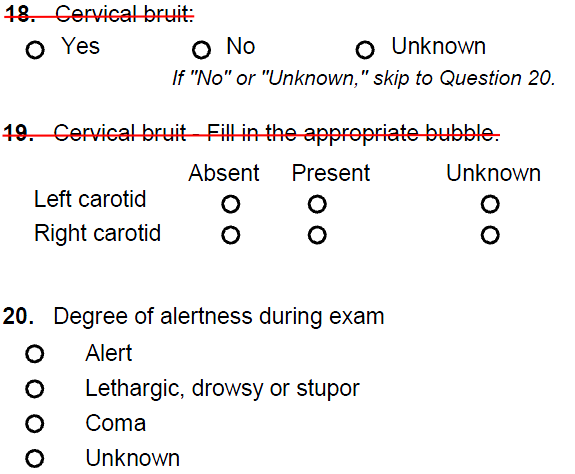 18. Cervical bruit:
Yes No Unknown
If "No" or "Unknown," skip to Question 20.
19. Cervical bruit - Fill in the appropriate bubble.
Absent Present Unknown
Left carotid
Right carotid
20. Degree of alertness during exam
Alert
Lethargic, drowsy or stupor
Coma
Unknown